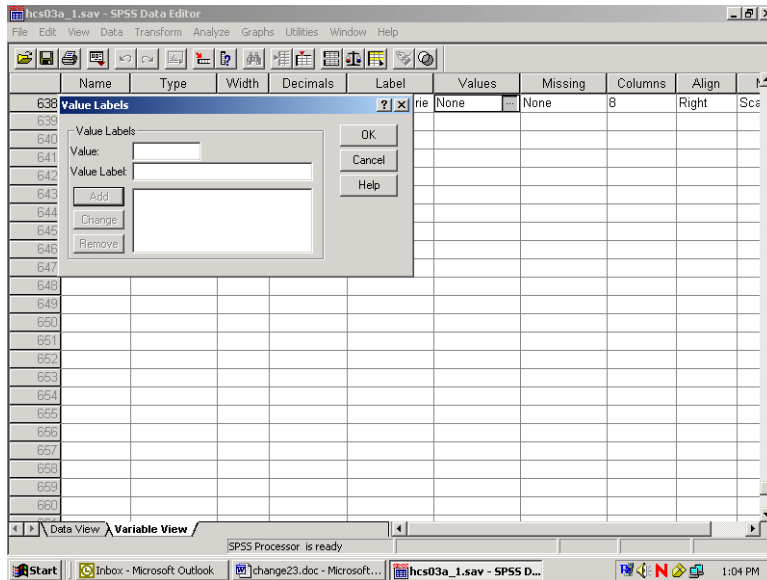 hcs03a_1.sav - SPSS Data Editor
File Edit View Data Transform Analyze Graphs Utilities Window Help
Name Type Width Decimals Label Values Missing Columns Align
638 rie None ... None 8 Right Sca
Value Labels
Value Labels
Value:
Value Label:
Add
Change
Remove
OK
Cancel
Help
639
640
641
642
643
644
645
646
647
648
649
650
651
652
653
654
655
656
657
658
659
660
Data View Variable View
SPSS Processor is ready
Start Inbox - Microsoft Outlook change23.doc - Microsoft... hcs03a_1.sav - SPSS D... 1:04 PM